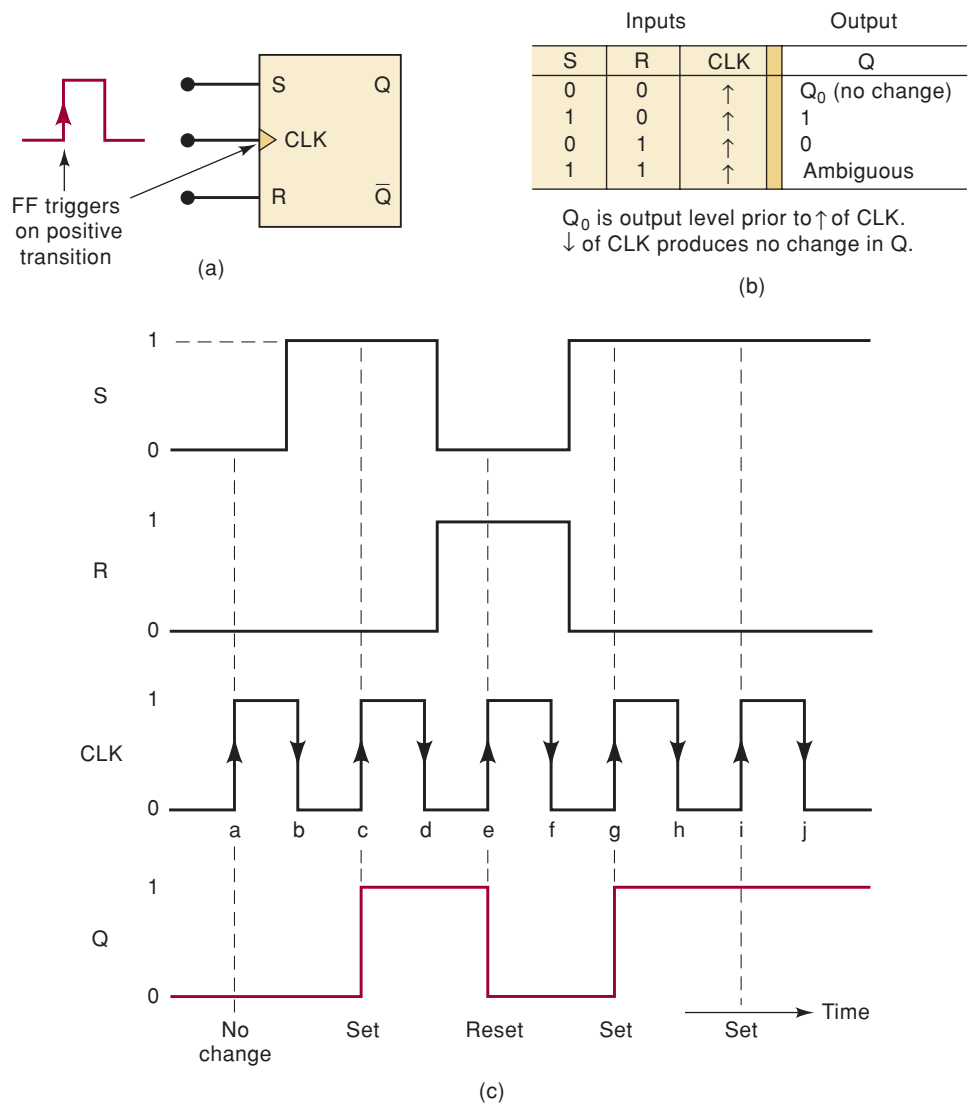 S Q
CLK
R Q̅
FF triggers
on positive
transition
(a)
Inputs Output
S R CLK Q
0 0 ↑ Q₀ (no change)
1 0 ↑ 1
0 1 ↑ 0
1 1 ↑ Ambiguous
Q₀ is output level prior to ↑ of CLK.
↓ of CLK produces no change in Q.
(b)
1
S
0
1
R
0
1
CLK
0
a b c d e f g h i j
1
Q
0
Time
No
change
Set Reset Set Set
(c)